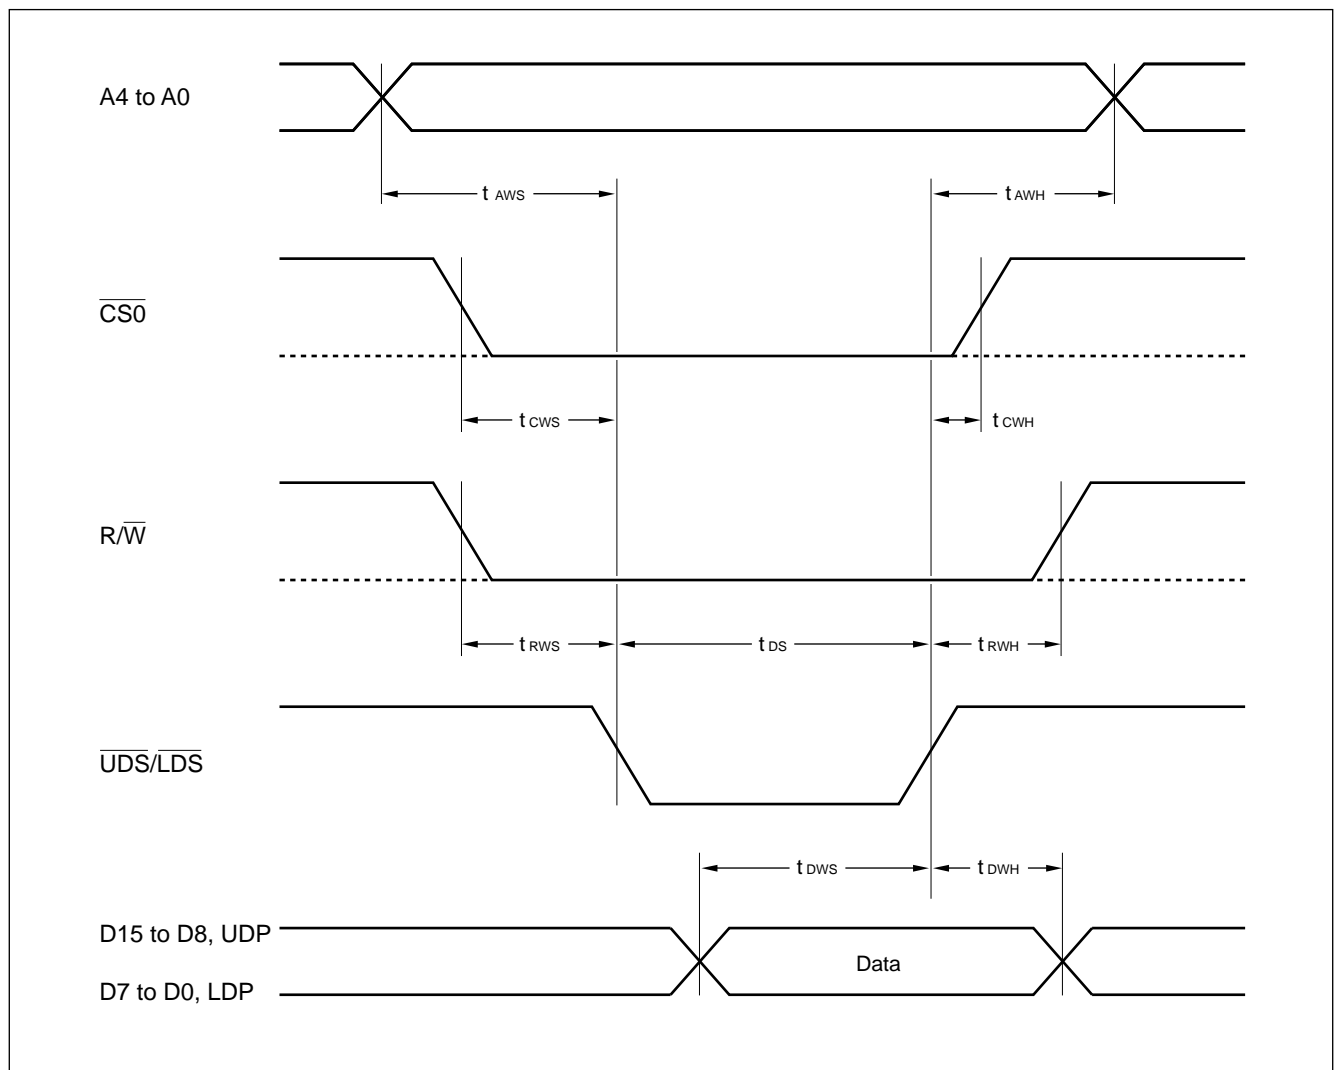 A4 to A0
t AWS
t AWH
CS0
t CWS
t CWH
R/W
t RWS
t DS
t RWH
UDS/LDS
t DWS
t DWH
D15 to D8, UDP
Data
D7 to D0, LDP